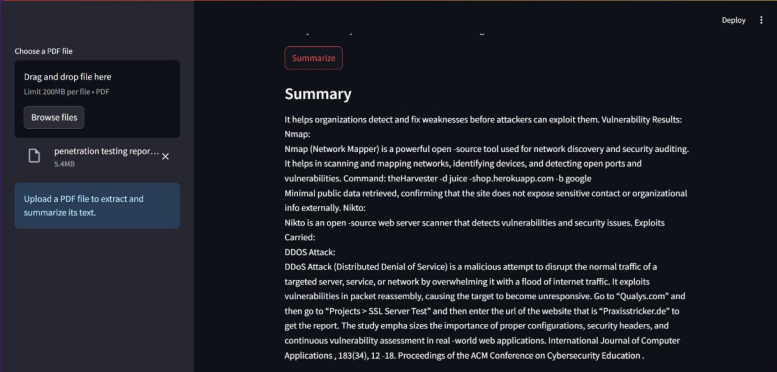 Deploy
Choose a PDF file
Drag and drop file here
Limit 200MB per file • PDF
Browse files
penetration testing repor...
5.4MB
Upload a PDF file to extract and
summarize its text.
Summarize
Summary
It helps organizations detect and fix weaknesses before attackers can exploit them. Vulnerability Results:
Nmap:
Nmap (Network Mapper) is a powerful open -source tool used for network discovery and security auditing.
It helps in scanning and mapping networks, identifying devices, and detecting open ports and
vulnerabilities. Command: theHarvester -d juice -shop.herokuapp.com -b google
Minimal public data retrieved, confirming that the site does not expose sensitive contact or organizational
info externally. Nikto:
Nikto is an open -source web server scanner that detects vulnerabilities and security issues. Exploits
Carried:
DDOS Attack:
DDoS Attack (Distributed Denial of Service) is a malicious attempt to disrupt the normal traffic of a
targeted server, service, or network by overwhelming it with a flood of internet traffic. It exploits
vulnerabilities in packet reassembly, causing the target to become unresponsive. Go to “Qualys.com” and
then go to “Projects > SSL Server Test” and then enter the url of the website that is “Praxisstricker.de” to
get the report. The study empha sizes the importance of proper configurations, security headers, and
continuous vulnerability assessment in real -world web applications. International Journal of Computer
Applications , 183(34), 12 -18. Proceedings of the ACM Conference on Cybersecurity Education .